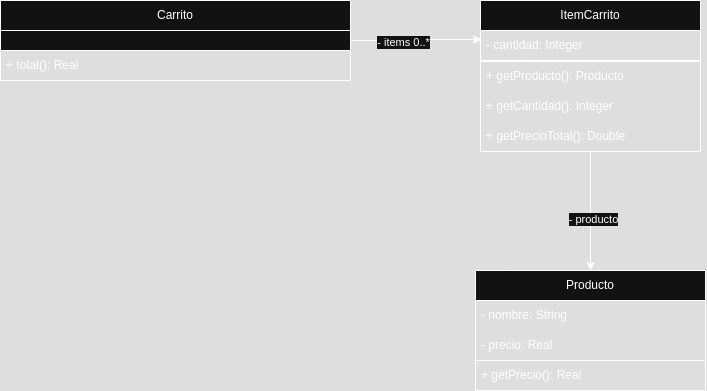 Carrito
+ total(): Real
- items 0..*
ItemCarrito
- cantidad: Integer
+ getProducto(): Producto
+ getCantidad(): Integer
+ getPrecioTotal(): Double
- producto
Producto
- nombre: String
- precio: Real
+ getPrecio(): Real